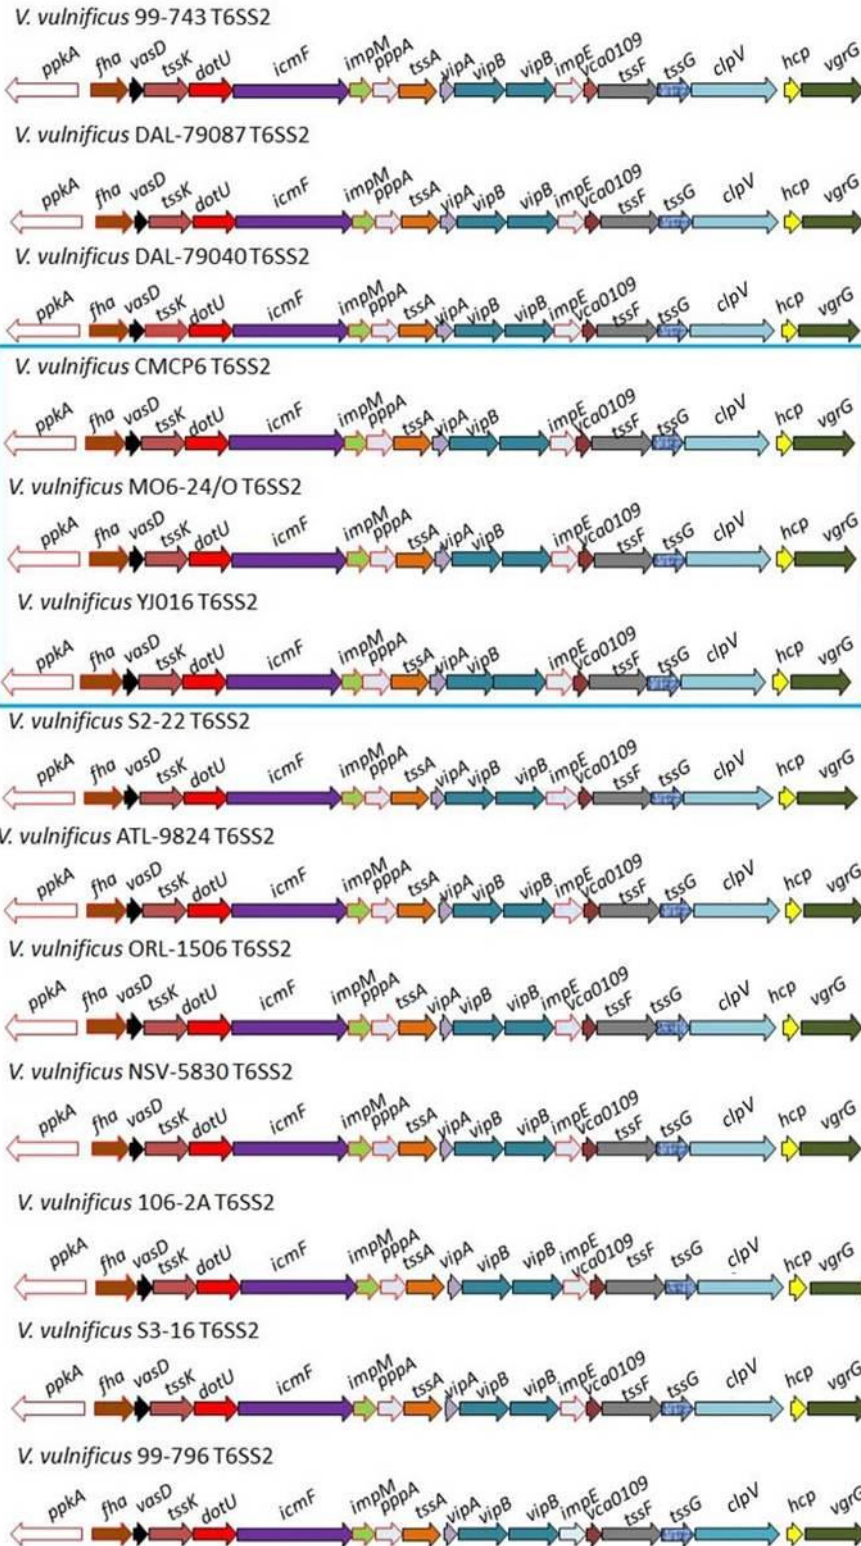 V. vulnificus 99-743 T6SS2
ppkA fha vasD tssK dotU icmF impM pppA tssA vipA vipB vipB impE vca0109 tssF tssG clpV hcp vgrG
V. vulnificus DAL-79087 T6SS2
ppkA fha vasD tssK dotU icmF impM pppA tssA vipA vipB vipB impE vca0109 tssF tssG clpV hcp vgrG
V. vulnificus DAL-79040 T6SS2
ppkA fha vasD tssK dotU icmF impM pppA tssA vipA vipB vipB impE vca0109 tssF tssG clpV hcp vgrG
V. vulnificus CMCP6 T6SS2
ppkA fha vasD tssK dotU icmF impM pppA tssA vipA vipB impE vca0109 tssF tssG clpV hcp vgrG
V. vulnificus MO6-24/O T6SS2
ppkA fha vasD tssK dotU icmF impM pppA tssA vipA vipB impE vca0109 tssF tssG clpV hcp vgrG
V. vulnificus YJ016 T6SS2
ppkA fha vasD tssK dotU icmF impM pppA tssA vipA vipB impE vca0109 tssF tssG clpV hcp vgrG
V. vulnificus S2-22 T6SS2
ppkA fha vasD tssK dotU icmF impM pppA tssA vipA vipB vipB impE vca0109 tssF tssG clpV hcp vgrG
V. vulnificus ATL-9824 T6SS2
ppkA fha vasD tssK dotU icmF impM pppA tssA vipA vipB vipB impE vca0109 tssF tssG clpV hcp vgrG
V. vulnificus ORL-1506 T6SS2
ppkA fha vasD tssK dotU icmF impM pppA tssA vipA vipB vipB impE vca0109 tssF tssG clpV hcp vgrG
V. vulnificus NSV-5830 T6SS2
ppkA fha vasD tssK dotU icmF impM pppA tssA vipA vipB vipB impE vca0109 tssF tssG clpV hcp vgrG
V. vulnificus 106-2A T6SS2
ppkA fha vasD tssK dotU icmF impM pppA tssA vipA vipB vipB impE vca0109 tssF tssG clpV hcp vgrG
V. vulnificus S3-16 T6SS2
ppkA fha vasD tssK dotU icmF impM pppA tssA vipA vipB vipB impE vca0109 tssF tssG clpV hcp vgrG
V. vulnificus 99-796 T6SS2
ppkA fha vasD tssK dotU icmF impM pppA tssA vipA vipB vipB impE vca0109 tssF tssG clpV hcp vgrG